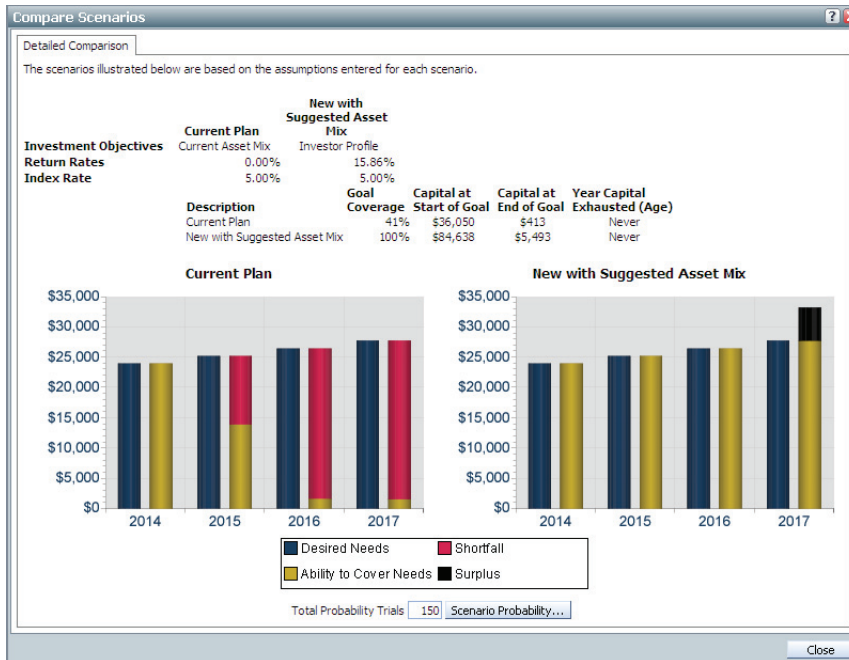 Compare Scenarios
?
Detailed Comparison
The scenarios illustrated below are based on the assumptions entered for each scenario.
New with
Suggested Asset
Current Plan Mix
Investment Objectives Current Asset Mix Investor Profile
Return Rates 0.00% 15.86%
Index Rate 5.00% 5.00%
Goal Capital at Capital at Year Capital
Description Coverage Start of Goal End of Goal Exhausted (Age)
Current Plan 41% $36,050 $413 Never
New with Suggested Asset Mix 100% $84,638 $5,493 Never
Current Plan
$35,000
$30,000
$25,000
$20,000
$15,000
$10,000
$5,000
$0
2014 2015 2016 2017
New with Suggested Asset Mix
$35,000
$30,000
$25,000
$20,000
$15,000
$10,000
$5,000
$0
2014 2015 2016 2017
Desired Needs Shortfall
Ability to Cover Needs Surplus
Total Probability Trials 150 Scenario Probability...
Close